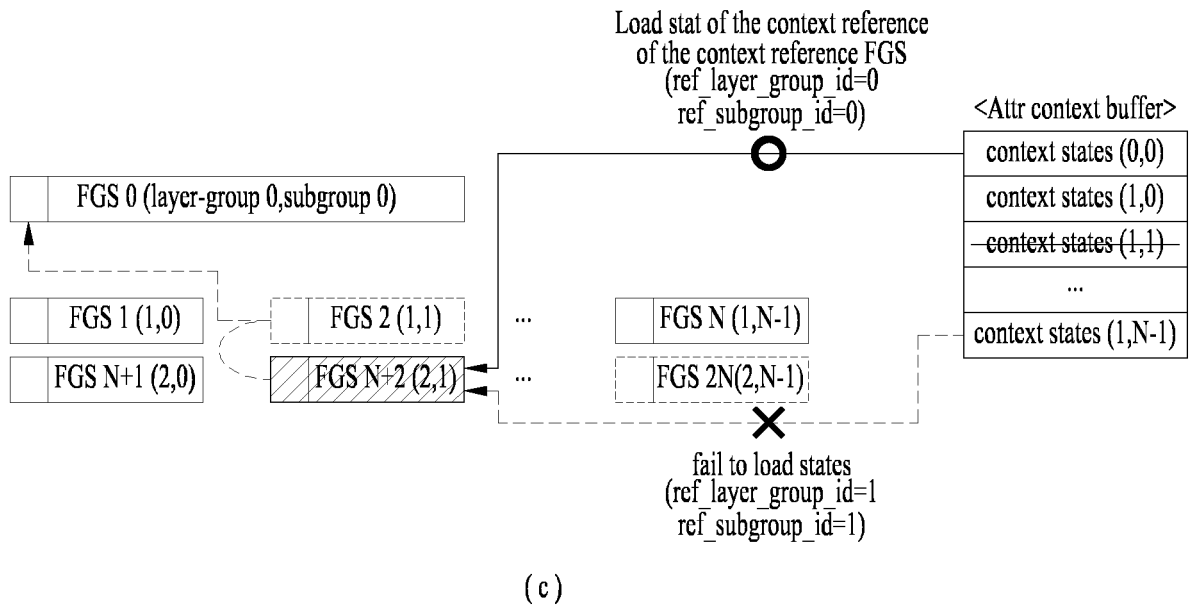 Load stat of the context reference
of the context reference FGS
(ref_layer_group_id=0
ref_subgroup_id=0)
<Attr context buffer>
context states (0,0)
context states (1,0)
context states (1,1)
...
context states (1,N-1)
FGS 0 (layer-group 0,subgroup 0)
FGS 1 (1,0)
FGS 2 (1,1)
...
FGS N (1,N-1)
FGS N+1 (2,0)
FGS N+2 (2,1)
...
FGS 2N(2,N-1)
fail to load states
(ref_layer_group_id=1
ref_subgroup_id=1)
( c )